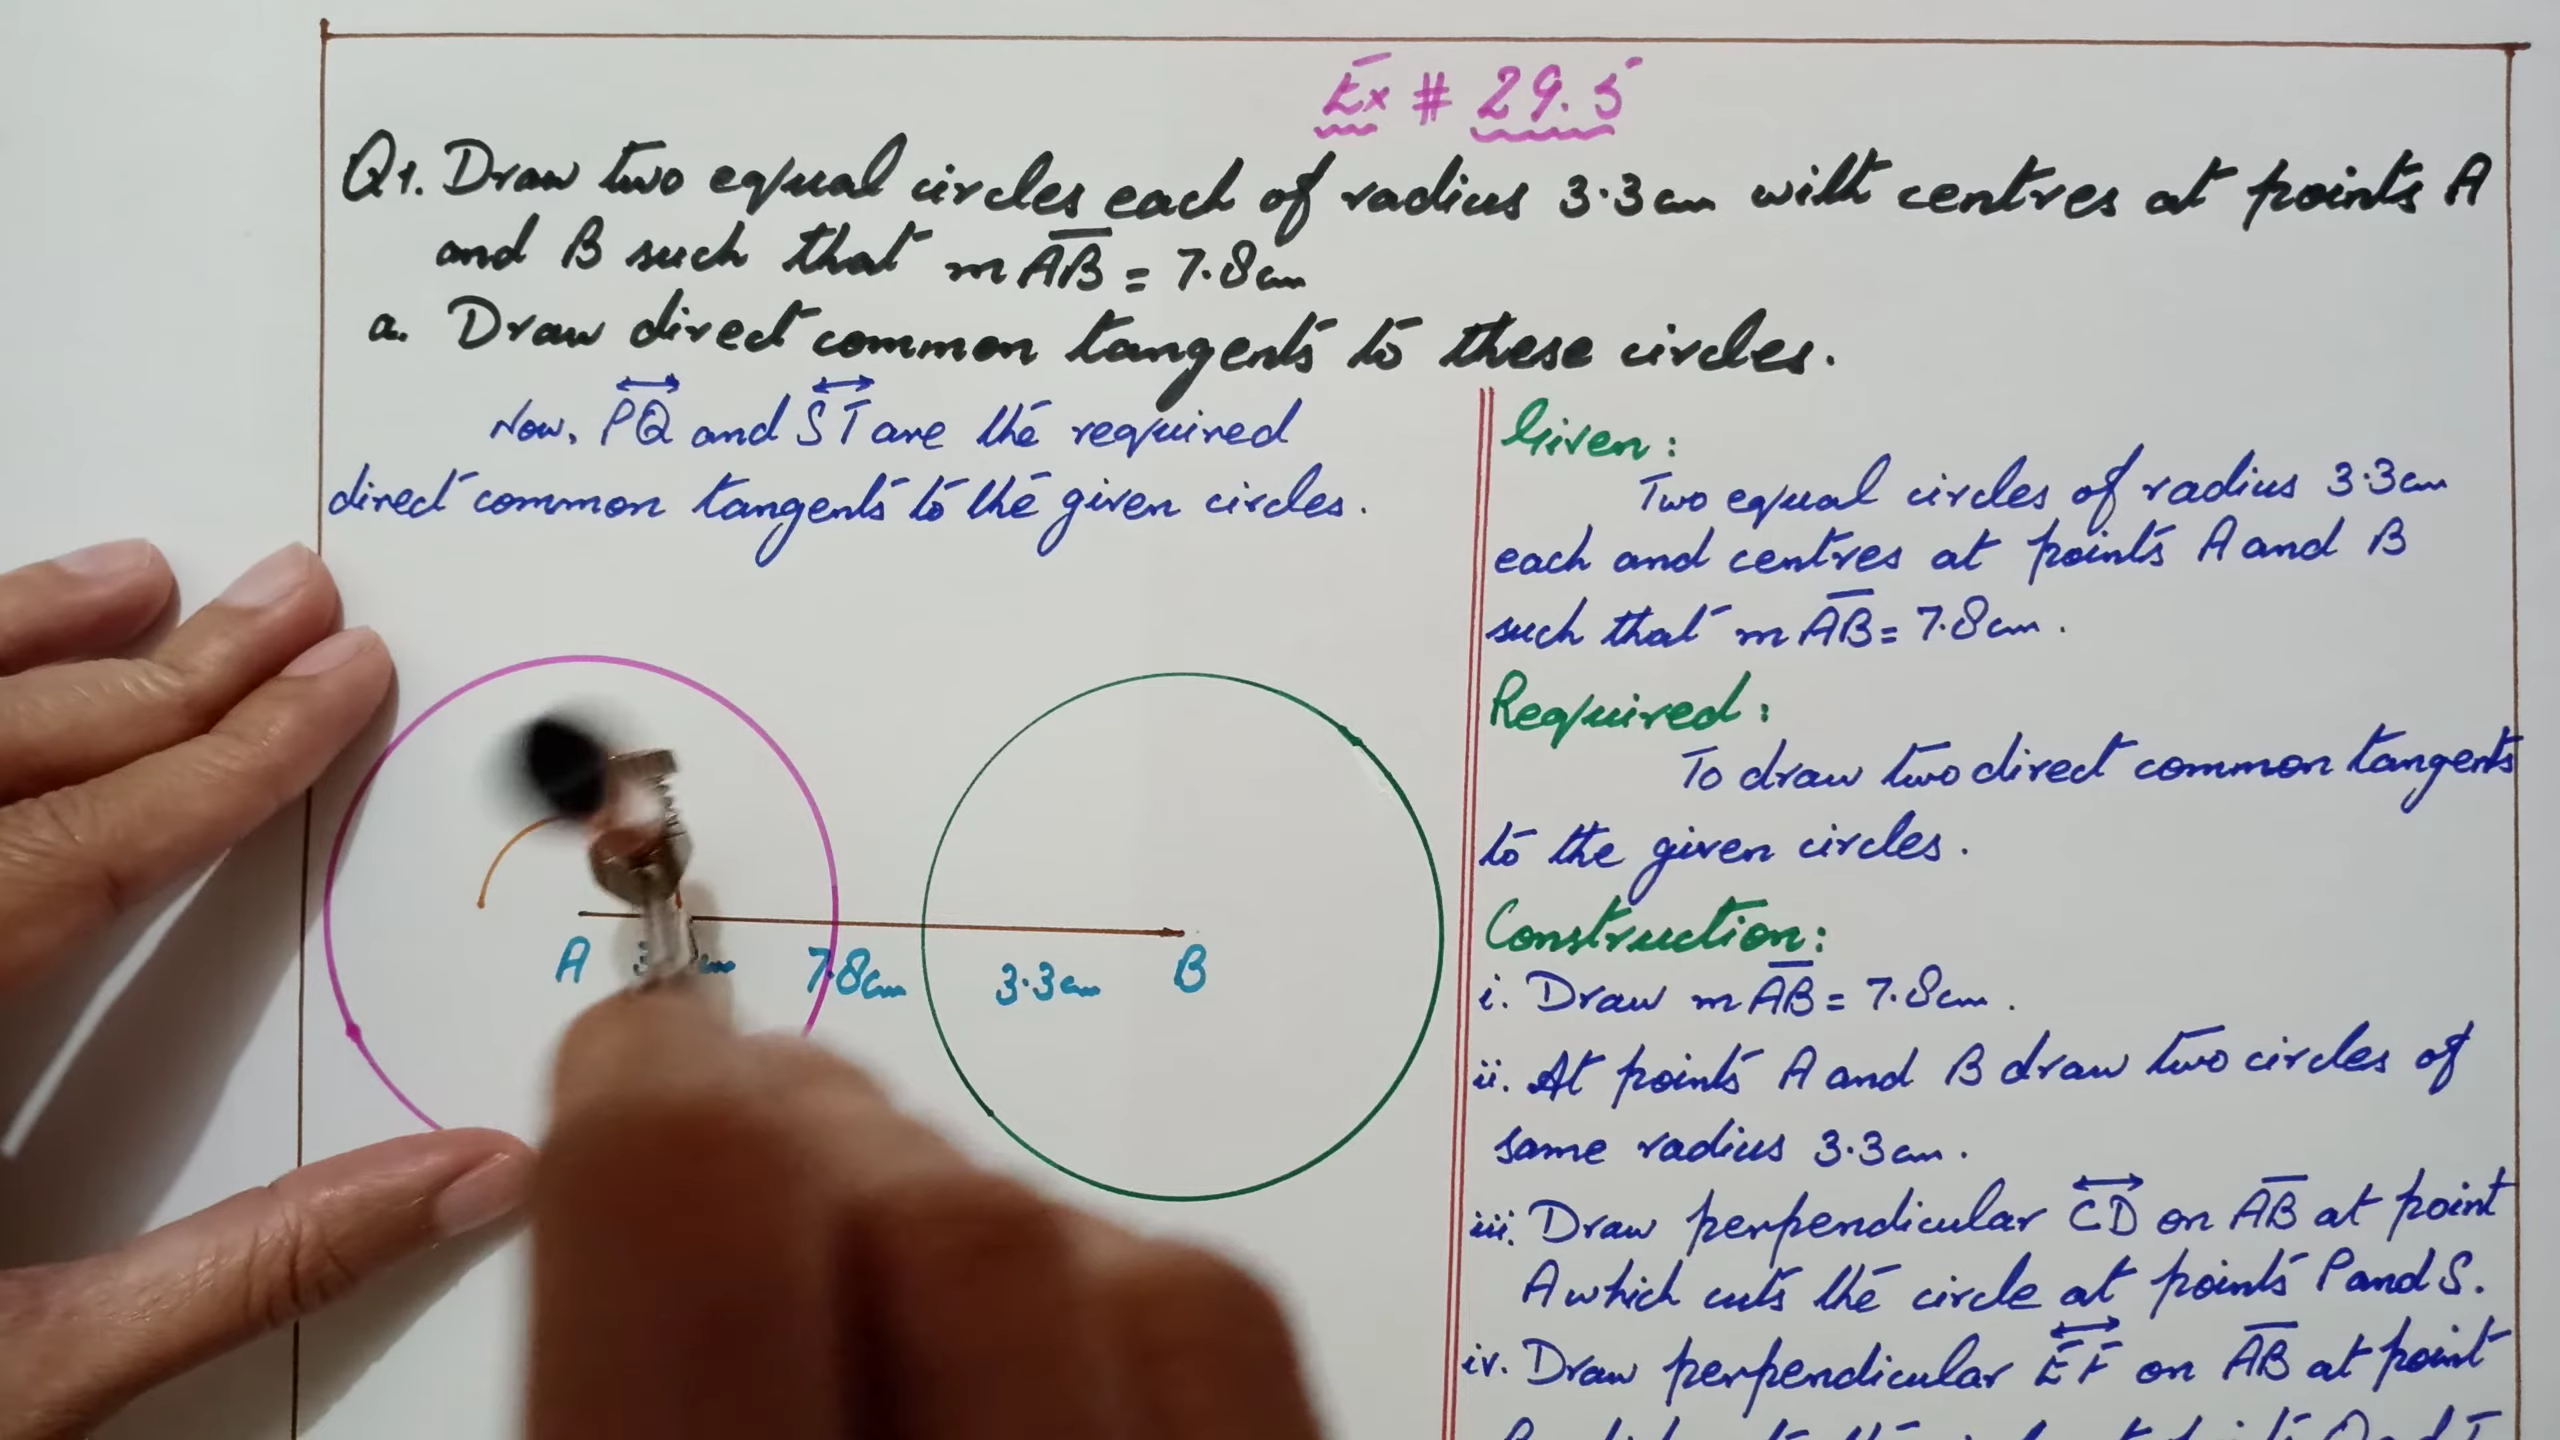 Ex # 29.5
Q1. Draw two equal circles each of radius 3.3cm with centres at points A
and B such that mAB = 7.8cm
a. Draw direct common tangents to these circles.
Now, PQ and ST are the required
direct common tangents to the given circles.
A
7.8cm
3.3cm
B
Given:
Two equal circles of radius 3.3cm
each and centres at points A and B
such that mAB = 7.8cm.
Required:
To draw two direct common tangents
to the given circles.
Construction:
i. Draw mAB = 7.8cm.
ii. At points A and B draw two circles of
same radius 3.3cm.
iii. Draw perpendicular CD on AB at point
A which cuts the circle at points P and S.
iv. Draw perpendicular EF on AB at point